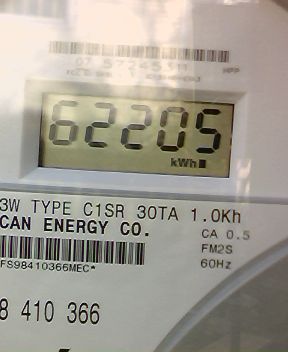 62205
kWh
3W TYPE C1SR 30TA 1.0Kh
CAN ENERGY CO.
CA 0.5
FM2S
60Hz
FS98410366MEC*
8 410 366